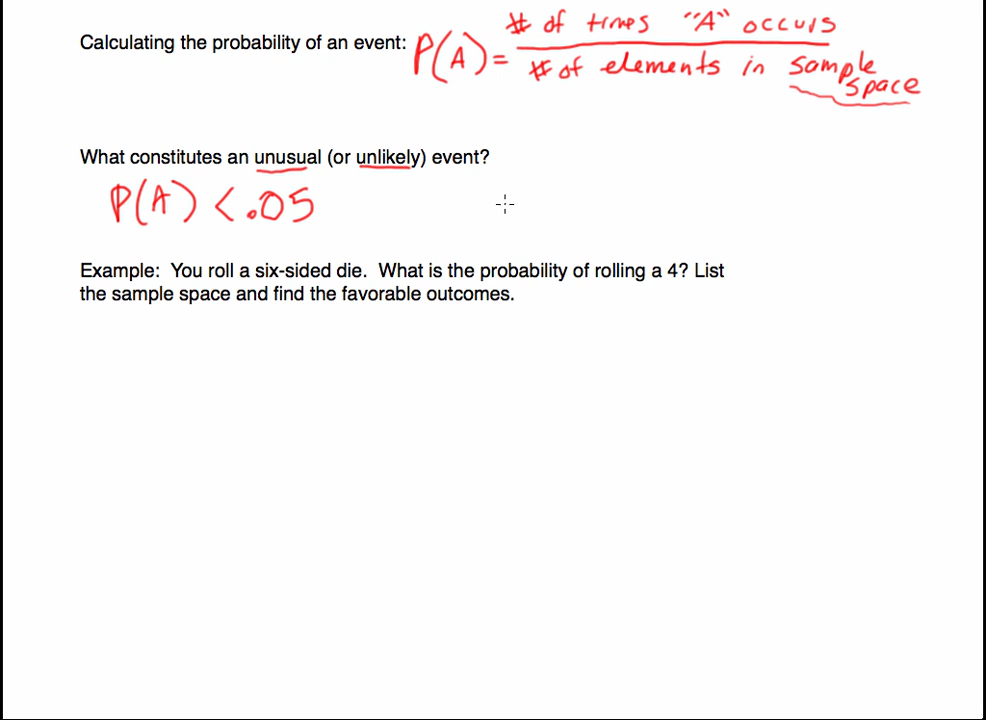 Calculating the probability of an event: P(A) = # of times "A" occurs
# of elements in sample
space
What constitutes an unusual (or unlikely) event?
P(A) < .05
Example: You roll a six-sided die. What is the probability of rolling a 4? List
the sample space and find the favorable outcomes.